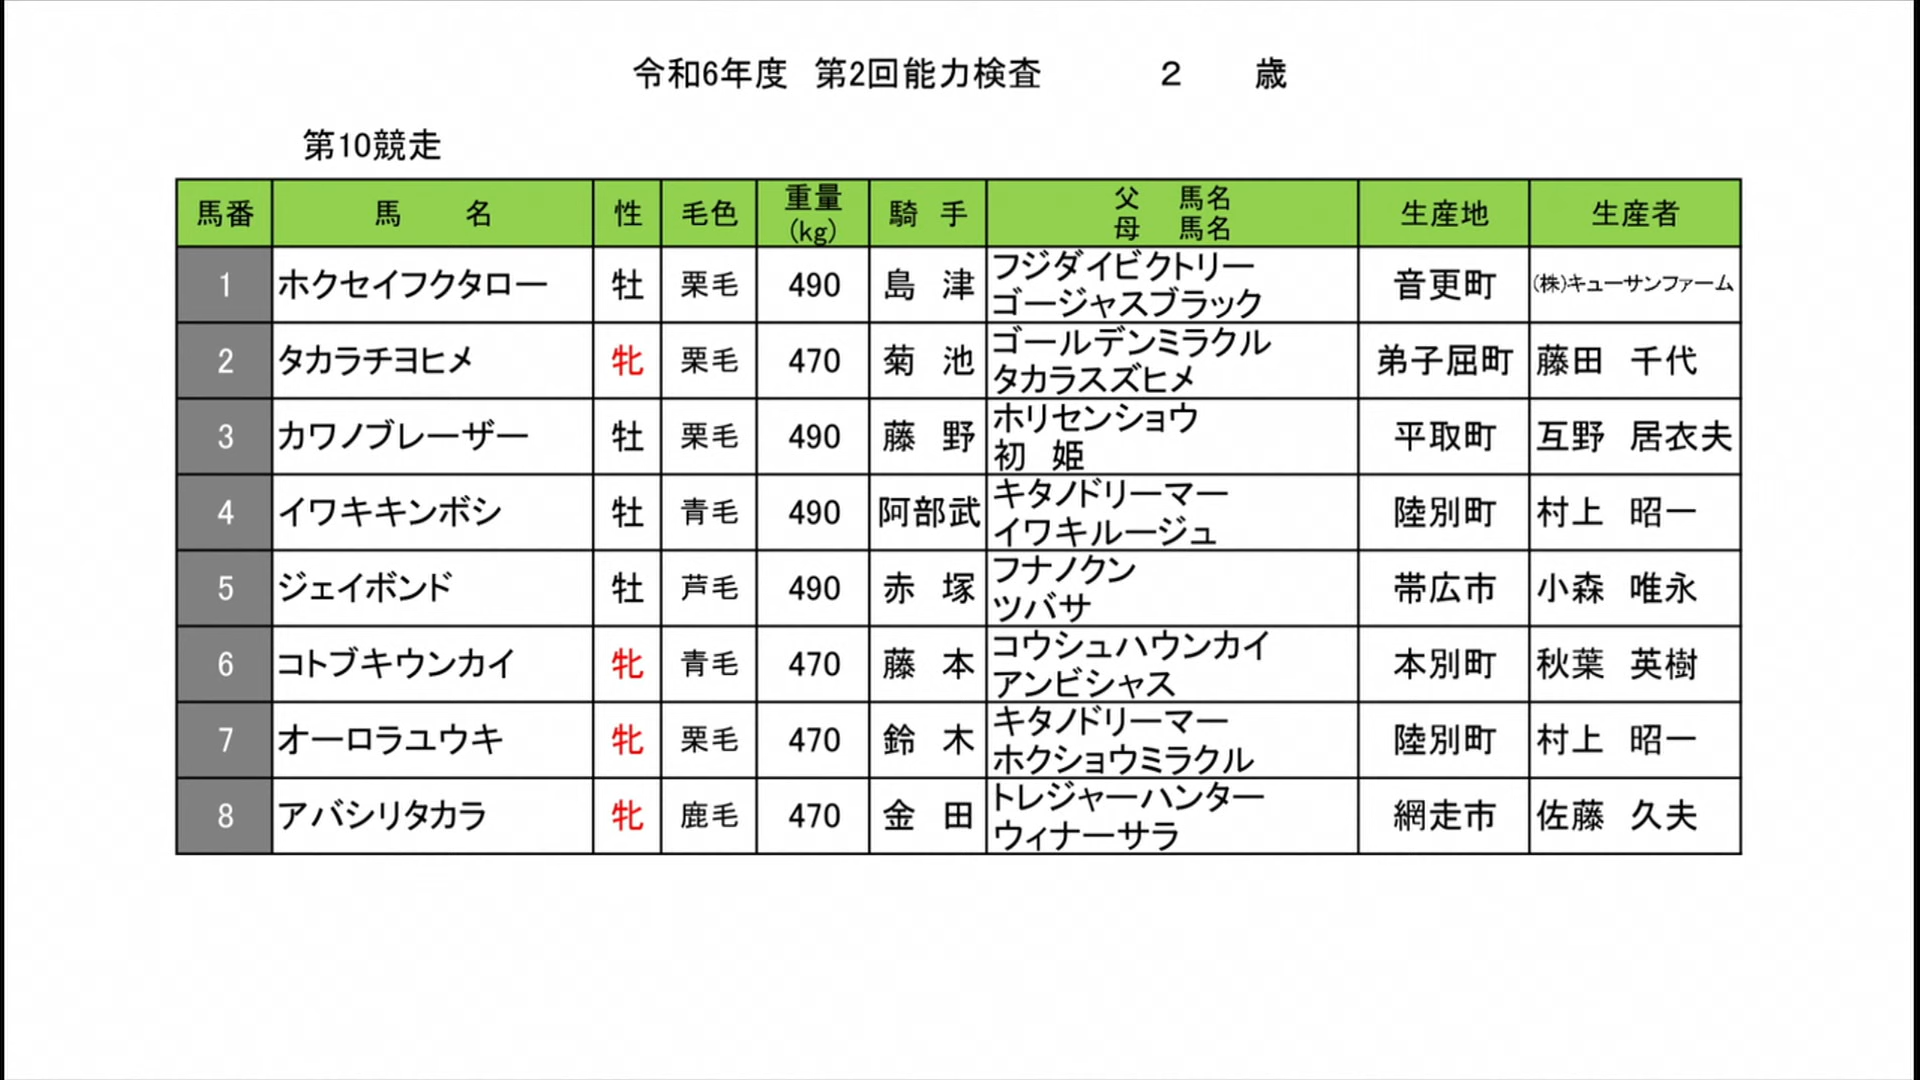 令和6年度 第2回能力検査 2 歳
第10競走
馬番 馬 名 性 毛色 重量(kg) 騎 手 父 馬名 母 馬名 生産地 生産者
1 ホクセイフクタロー 牡 栗毛 490 島 津 フジダイビクトリー ゴージャスブラック 音更町 (株)キューサンファーム
2 タカラチヨヒメ 牝 栗毛 470 菊 池 ゴールデンミラクル タカラスズヒメ 弟子屈町 藤田 千代
3 カワノブレーザー 牡 栗毛 490 藤 野 ホリセンショウ 初 姫 平取町 互野 居衣夫
4 イワキキンボシ 牡 青毛 490 阿部武 キタノドリーマー イワキルージュ 陸別町 村上 昭一
5 ジェイボンド 牡 芦毛 490 赤 塚 フナノクン ツバサ 帯広市 小森 唯永
6 コトブキウンカイ 牝 青毛 470 藤 本 コウシュハウンカイ アンビシャス 本別町 秋葉 英樹
7 オーロラユウキ 牝 栗毛 470 鈴 木 キタノドリーマー ホクショウミラクル 陸別町 村上 昭一
8 アバシリタカラ 牝 鹿毛 470 金 田 トレジャーハンター ウィナーサラ 網走市 佐藤 久夫